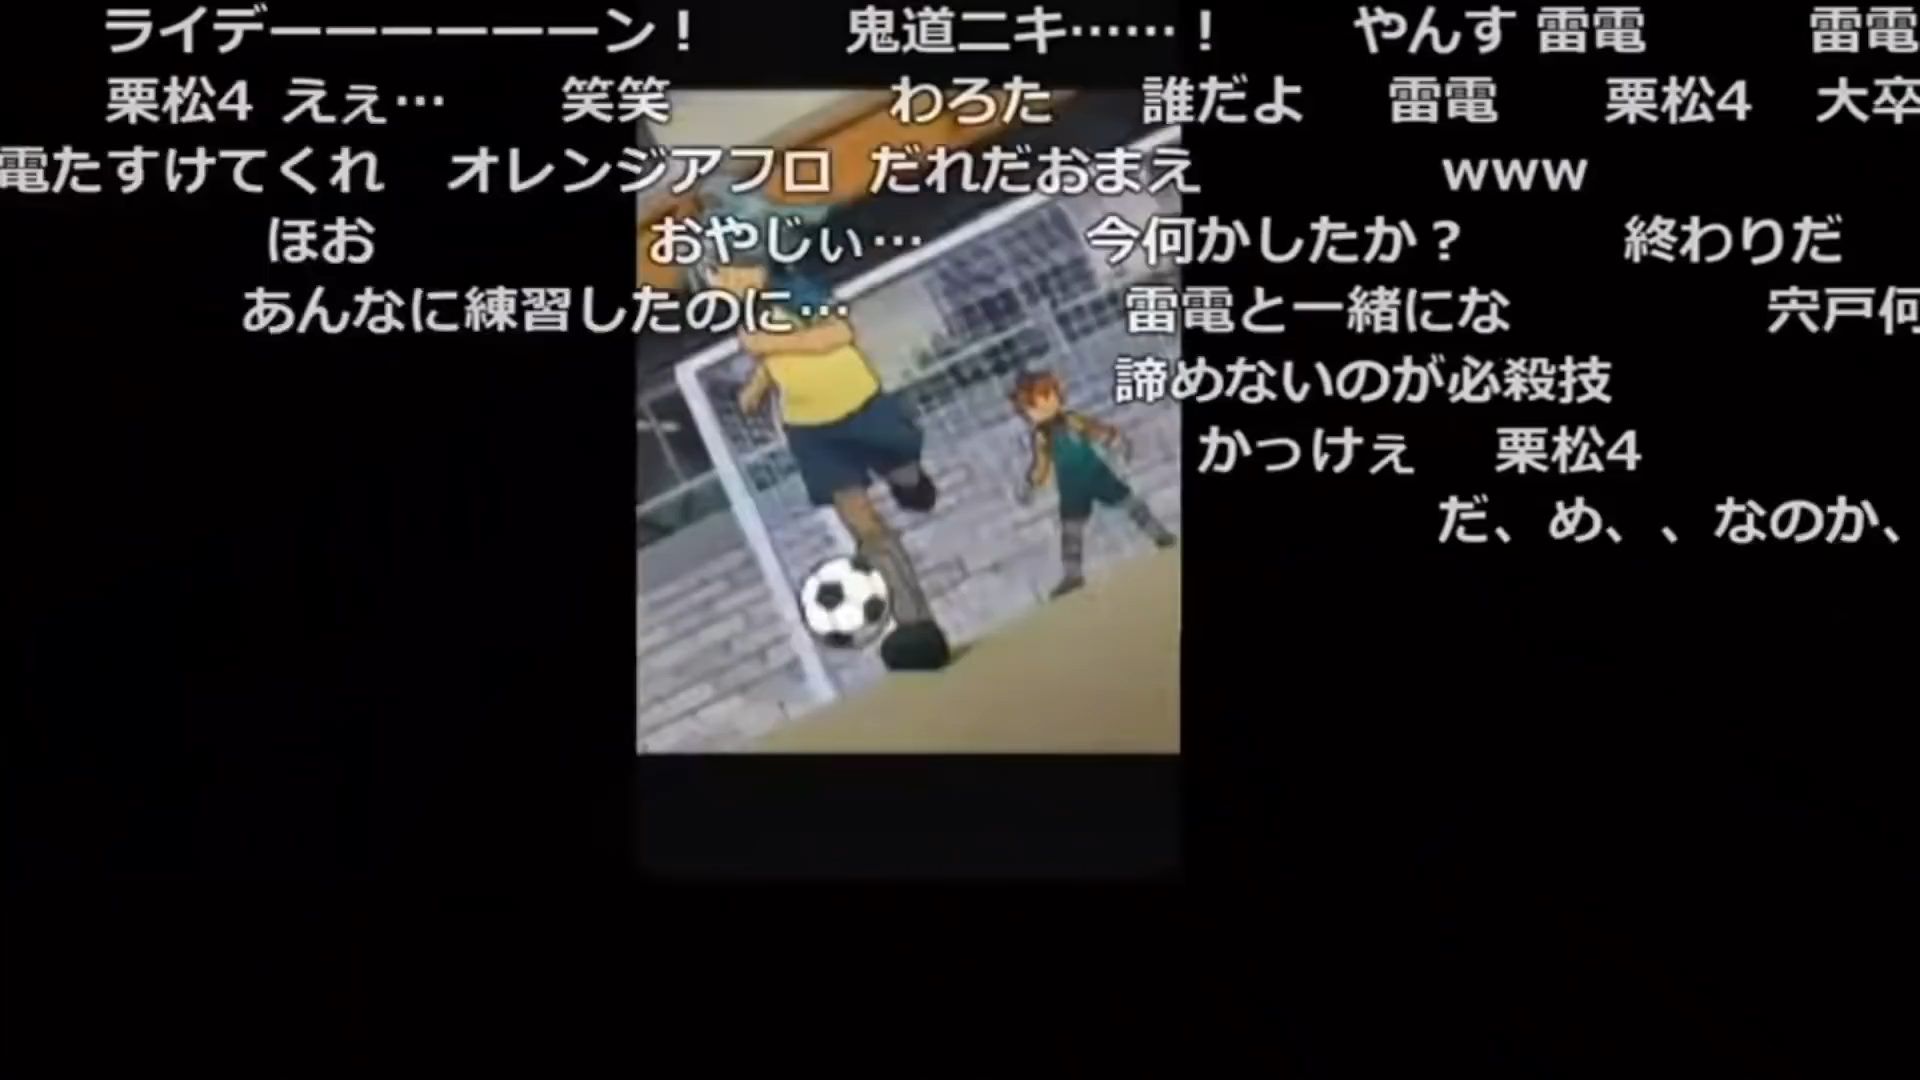 ライデーーーーーーーン！ 鬼道ニキ……！ やんす 雷電 雷電
栗松4 えぇ… 笑笑 わろた 誰だよ 雷電 栗松4 大卒
電たすけてくれ オレンジアフロ だれだおまえ www
ほお おやじぃ… 今何かしたか？ 終わりだ
あんなに練習したのに… 雷電と一緒にな 宍戸何
諦めないのが必殺技
かっけぇ 栗松4
だ、め、、なのか、